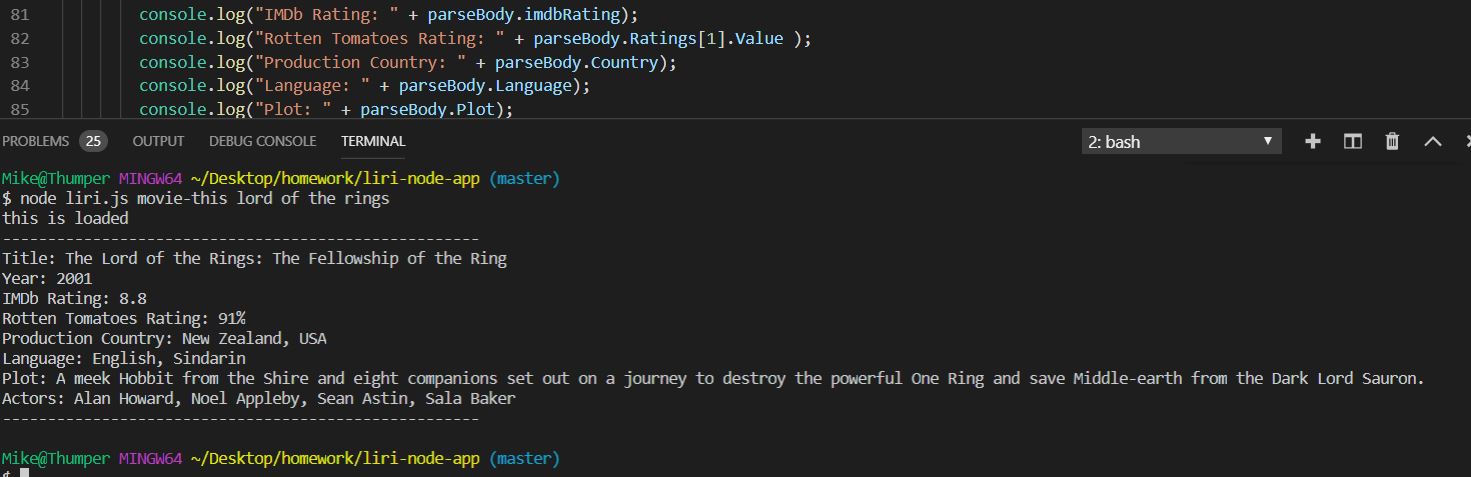 81 console.log("IMDb Rating: " + parseBody.imdbRating);
82 console.log("Rotten Tomatoes Rating: " + parseBody.Ratings[1].Value );
83 console.log("Production Country: " + parseBody.Country);
84 console.log("Language: " + parseBody.Language);
85 console.log("Plot: " + parseBody.Plot);
PROBLEMS 25 OUTPUT DEBUG CONSOLE TERMINAL 2: bash
Mike@Thumper MINGW64 ~/Desktop/homework/liri-node-app (master)
$ node liri.js movie-this lord of the rings
this is loaded
-----------------------------------------------------
Title: The Lord of the Rings: The Fellowship of the Ring
Year: 2001
IMDb Rating: 8.8
Rotten Tomatoes Rating: 91%
Production Country: New Zealand, USA
Language: English, Sindarin
Plot: A meek Hobbit from the Shire and eight companions set out on a journey to destroy the powerful One Ring and save Middle-earth from the Dark Lord Sauron.
Actors: Alan Howard, Noel Appleby, Sean Astin, Sala Baker
-----------------------------------------------------
Mike@Thumper MINGW64 ~/Desktop/homework/liri-node-app (master)
$